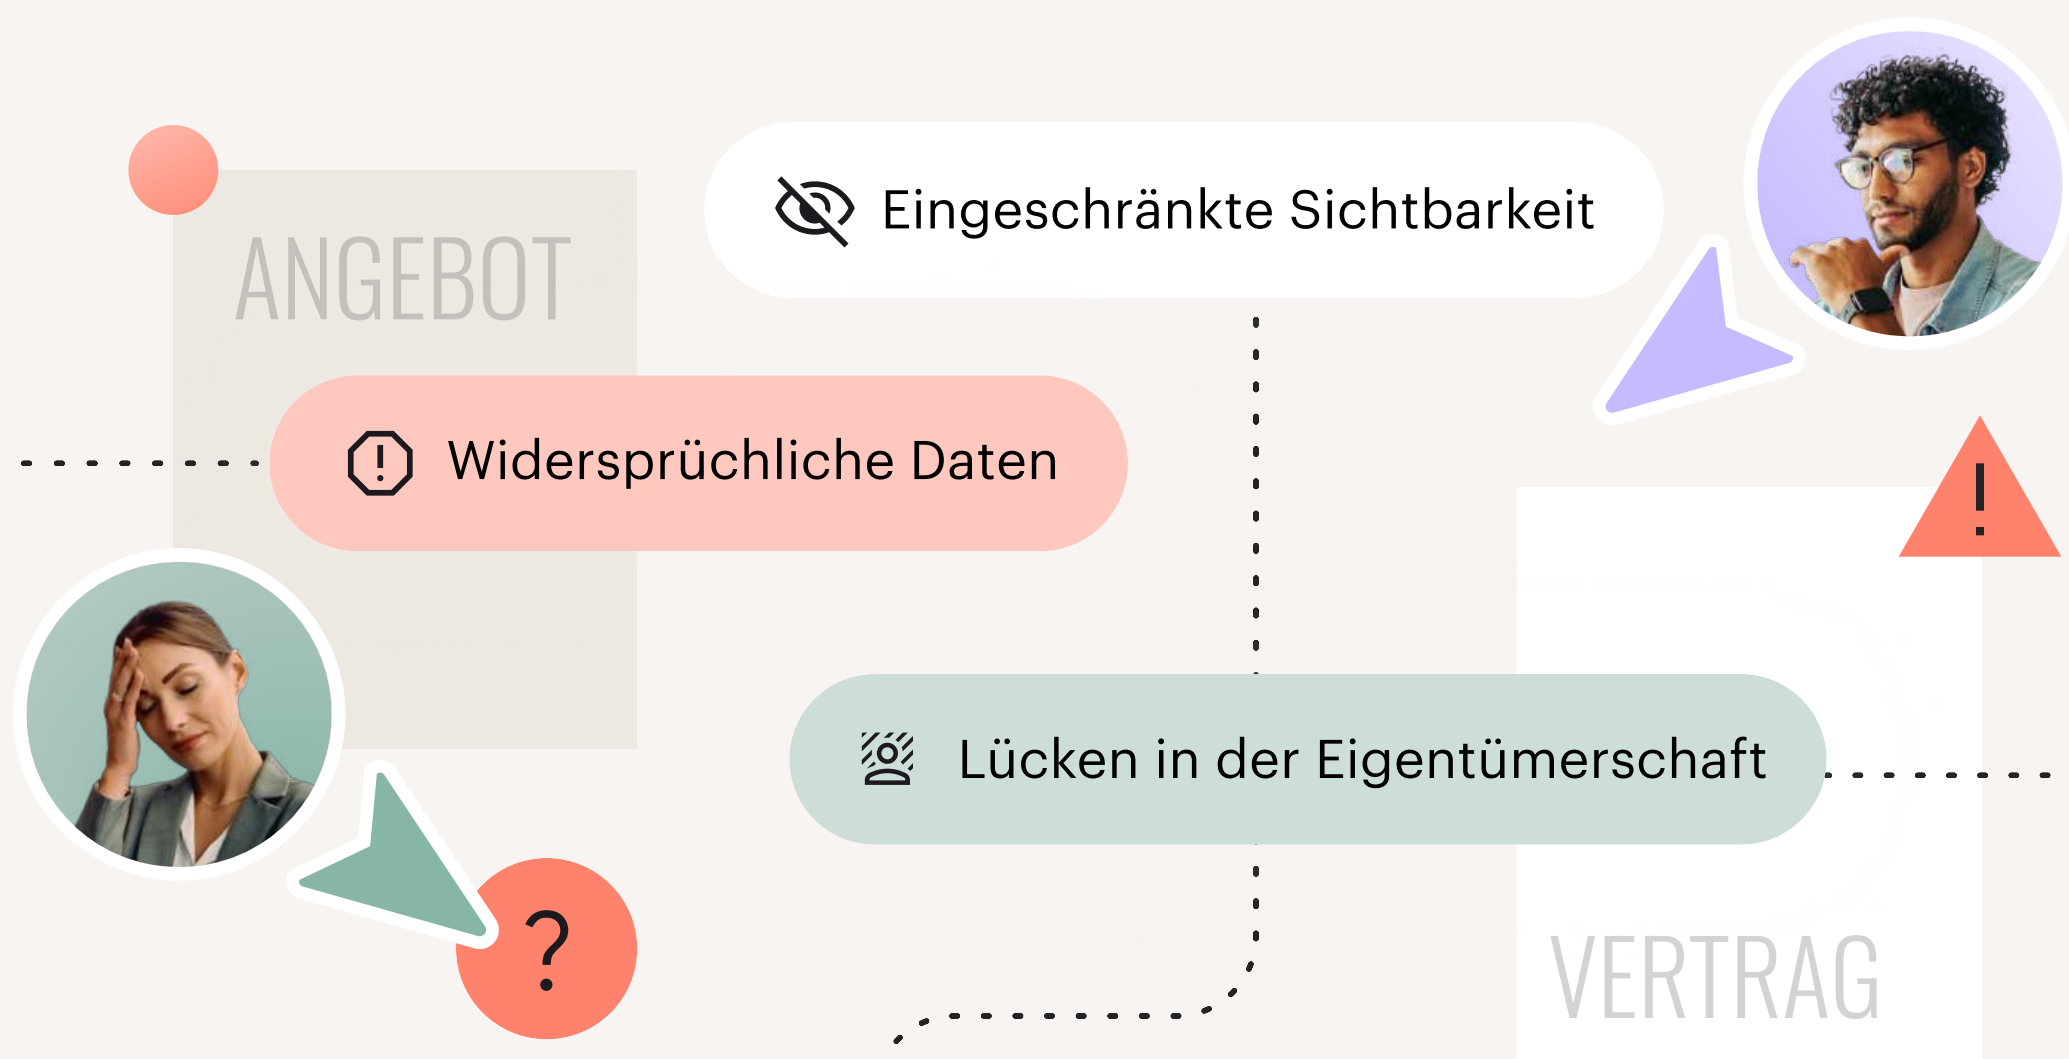 Eingeschränkte Sichtbarkeit
ANGEBOT
! Widersprüchliche Daten
!
Lücken in der Eigentümerschaft
?
VERTRAG